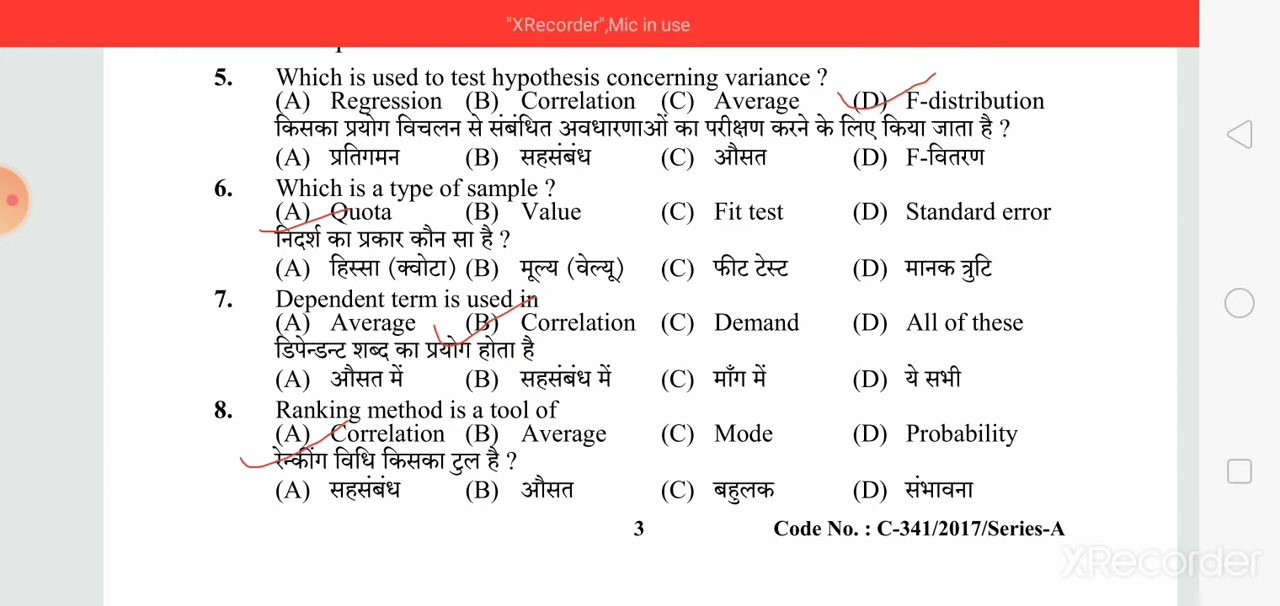 "XRecorder",Mic in use
5. Which is used to test hypothesis concerning variance ?
(A) Regression (B) Correlation (C) Average (D) F-distribution
किसका प्रयोग विचलन से संबंधित अवधारणाओं का परीक्षण करने के लिए किया जाता है ?
(A) प्रतिगमन (B) सहसंबंध (C) औसत (D) F-वितरण
6. Which is a type of sample ?
(A) Quota (B) Value (C) Fit test (D) Standard error
निदर्श का प्रकार कौन सा है ?
(A) हिस्सा (क्वोटा) (B) मूल्य (वेल्यू) (C) फीट टेस्ट (D) मानक त्रुटि
7. Dependent term is used in
(A) Average (B) Correlation (C) Demand (D) All of these
डिपेन्डन्ट शब्द का प्रयोग होता है
(A) औसत में (B) सहसंबंध में (C) माँग में (D) ये सभी
8. Ranking method is a tool of
(A) Correlation (B) Average (C) Mode (D) Probability
रेन्कींग विधि किसका टुल है ?
(A) सहसंबंध (B) औसत (C) बहुलक (D) संभावना
3 Code No. : C-341/2017/Series-A
XRecorder